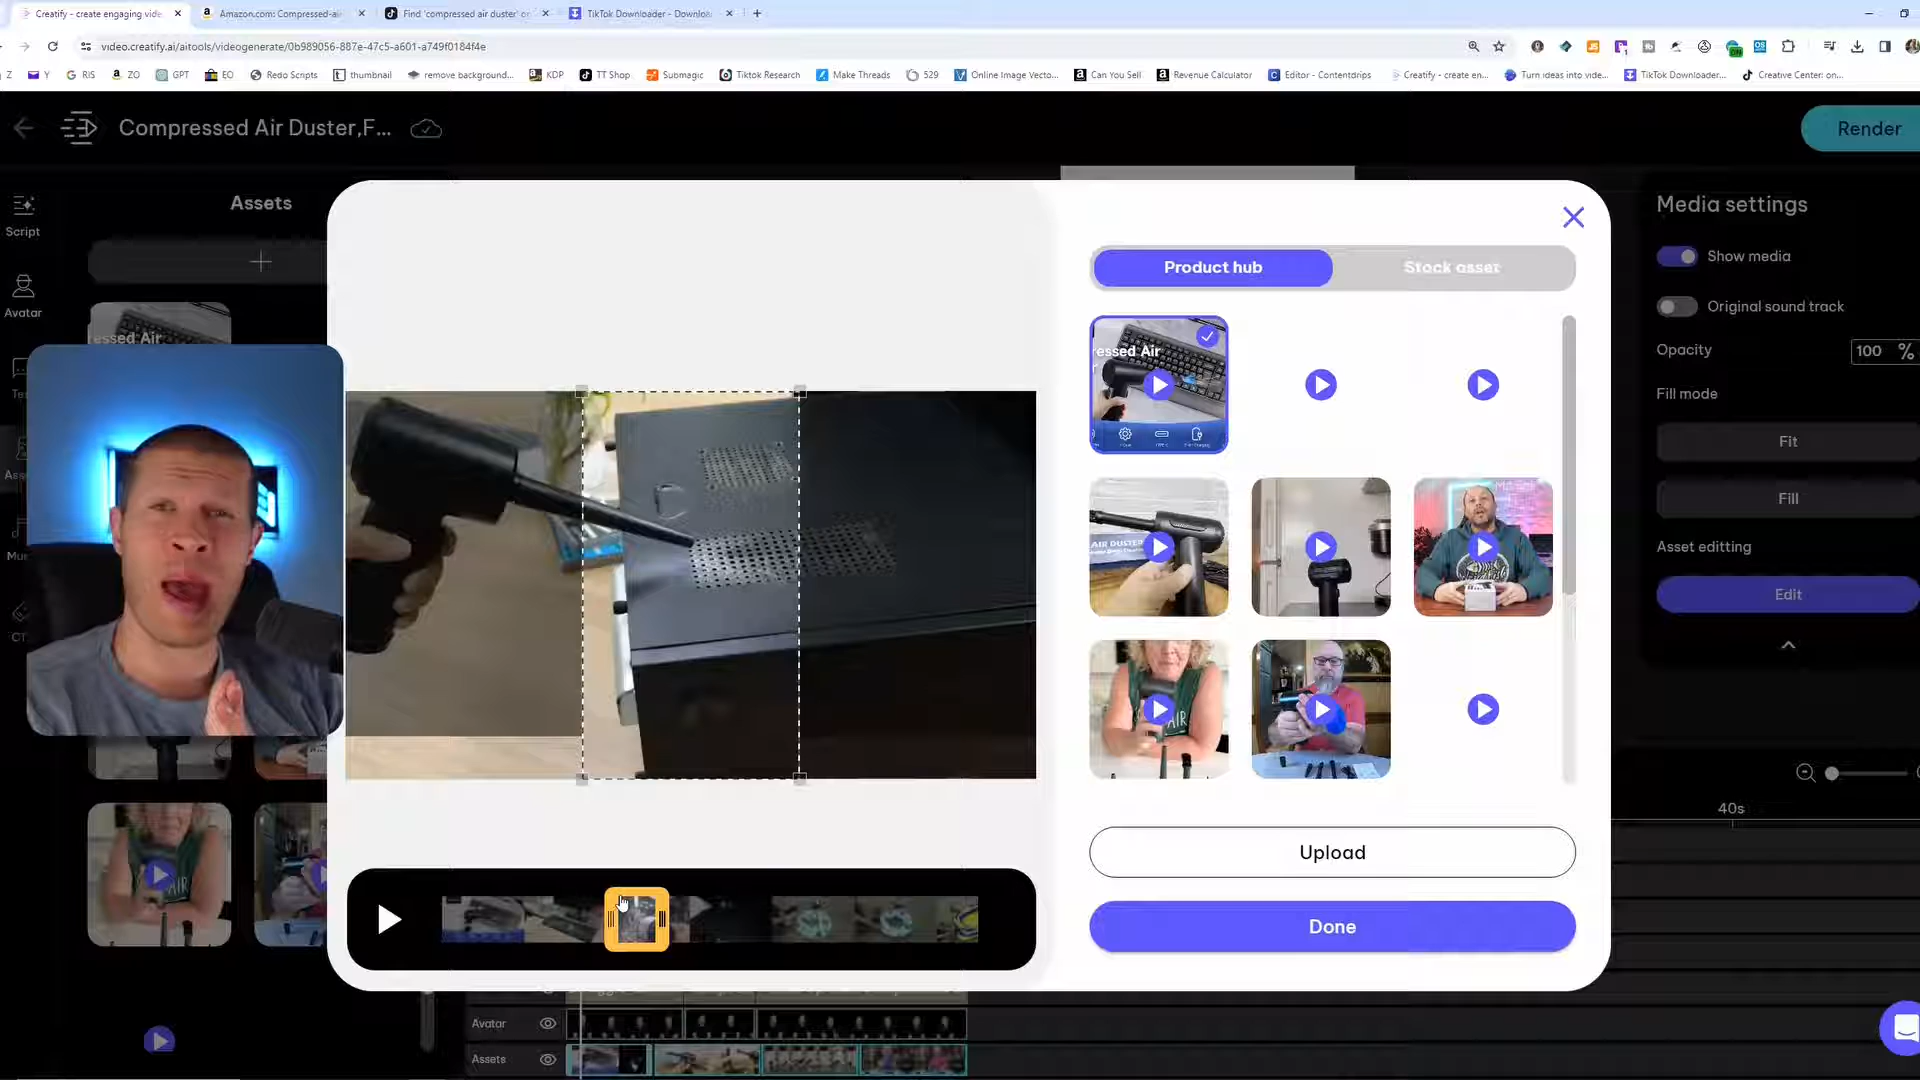 Creatify - create engaging vide
Amazon.com: Compressed-ai
Find 'compressed air duster' or
TikTok Downloader - Downloa
video.creatify.ai/aitools/videogenerate/0b989056-887e-47c5-a601-a749f0184f4e
Z
Y
RIS
ZO
GPT
EO
Redo Scripts
thumbnail
remove background...
KDP
TT Shop
Submagic
Tiktok Research
Make Threads
529
Online Image Vecto...
Can You Sell
Revenue Calculator
Editor - Contentdrips
Creatify - create en...
Turn ideas into vide...
TikTok Downloader...
Creative Center: on...
Compressed Air Duster,F...
Render
Script
Avatar
Assets
essed Air
Product hub
Stock asset
ressed Air
AIR DUSTER
Upload
Done
Media settings
Show media
Original sound track
Opacity
100 %
Fill mode
Fit
Fill
Asset editing
Edit
40s
Avatar
Assets